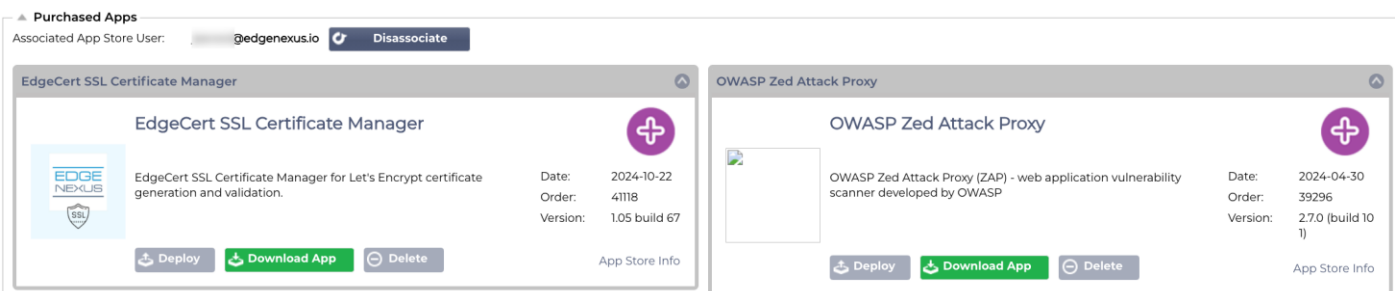 Purchased Apps
Associated App Store User: @edgenexus.io Disassociate
EdgeCert SSL Certificate Manager
EdgeCert SSL Certificate Manager
EDGE
NEXUS
SSL
EdgeCert SSL Certificate Manager for Let's Encrypt certificate
generation and validation.
Date: 2024-10-22
Order: 41118
Version: 1.05 build 67
Deploy Download App Delete App Store Info
OWASP Zed Attack Proxy
OWASP Zed Attack Proxy
OWASP Zed Attack Proxy (ZAP) - web application vulnerability
scanner developed by OWASP
Date: 2024-04-30
Order: 39296
Version: 2.7.0 (build 10
1)
Deploy Download App Delete App Store Info